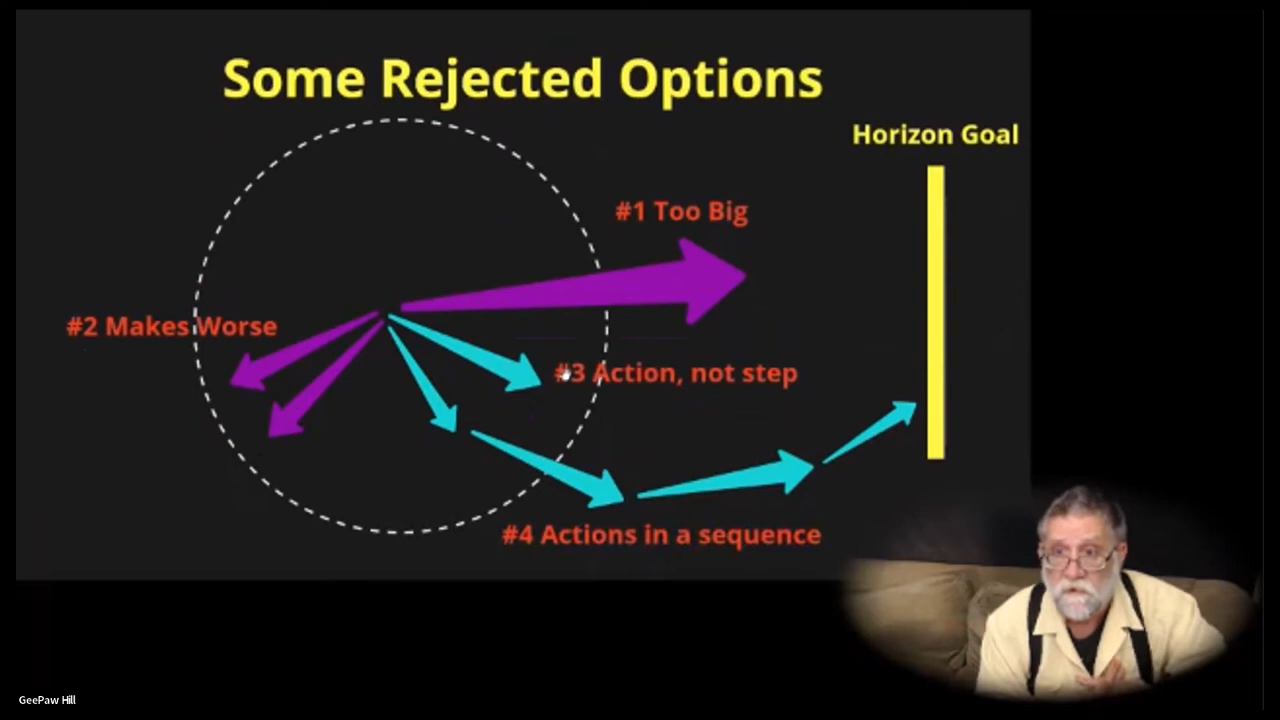 Some Rejected Options
Horizon Goal
#1 Too Big
#2 Makes Worse
#3 Action, not step
#4 Actions in a sequence
GeePaw Hill